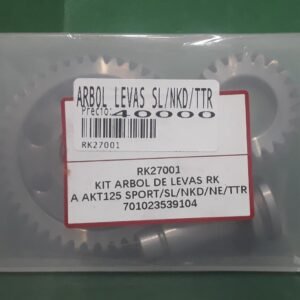 ARBOL LEVAS SL/NKD/TTR
Precio: 40000
RK27001
RK27001
KIT ARBOL DE LEVAS RK
A AKT125 SPORT/SL/NKD/NE/TTR
701023539104